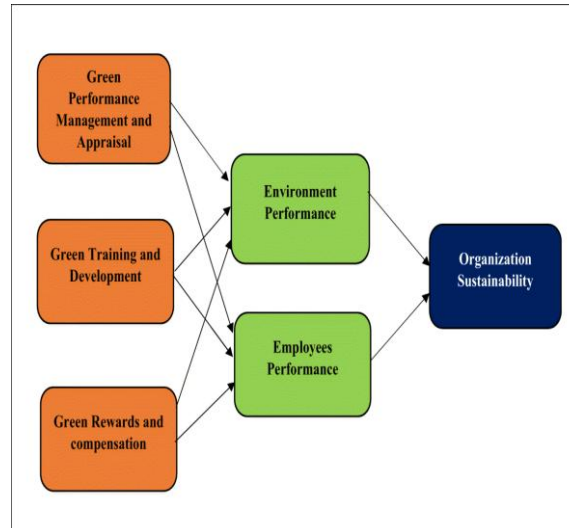 Green
Performance
Management and
Appraisal
Green Training and
Development
Green Rewards and
compensation
Environment
Performance
Employees
Performance
Organization
Sustainability